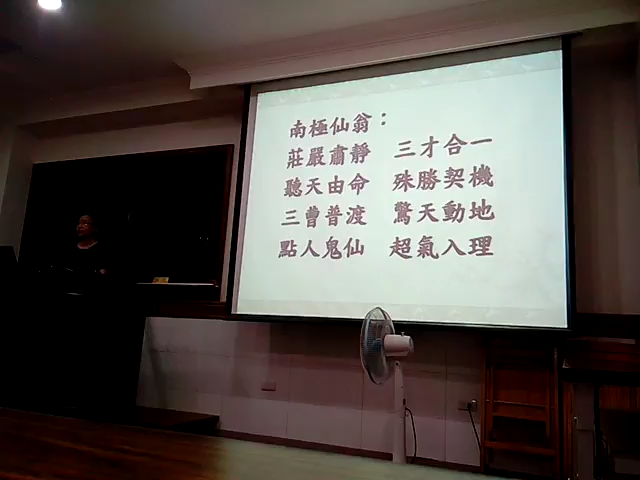 南極仙翁：
莊嚴肅靜　三才合一
聽天由命　殊勝契機
三曹普渡　驚天動地
點人鬼仙　超氣入理